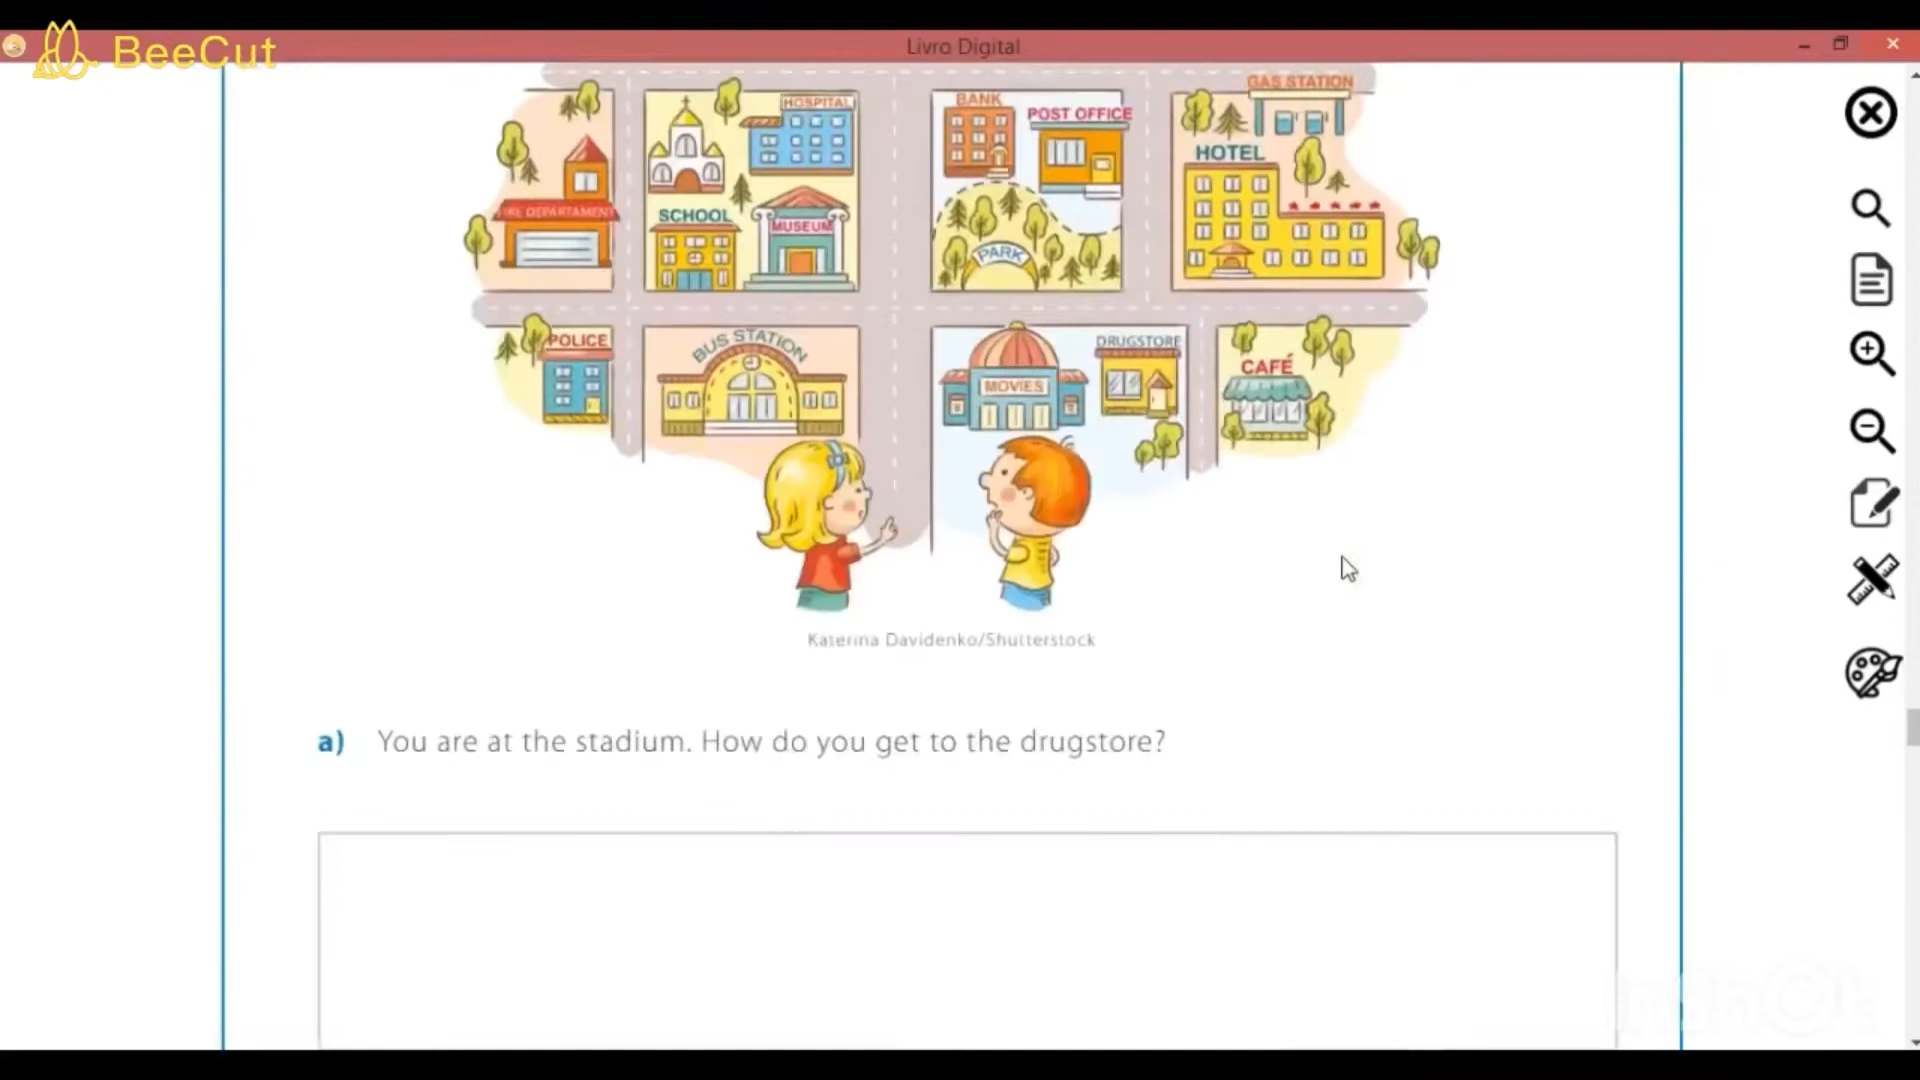 BeeCut
Livro Digital
GAS STATION
HOSPITAL
BANK
POST OFFICE
HOTEL
FIRE DEPARTAMENT
SCHOOL
MUSEUM
PARK
POLICE
BUS STATION
MOVIES
DRUGSTORE
CAFÉ
Katerina Davidenko/Shutterstock
a) You are at the stadium. How do you get to the drugstore?
InShOt